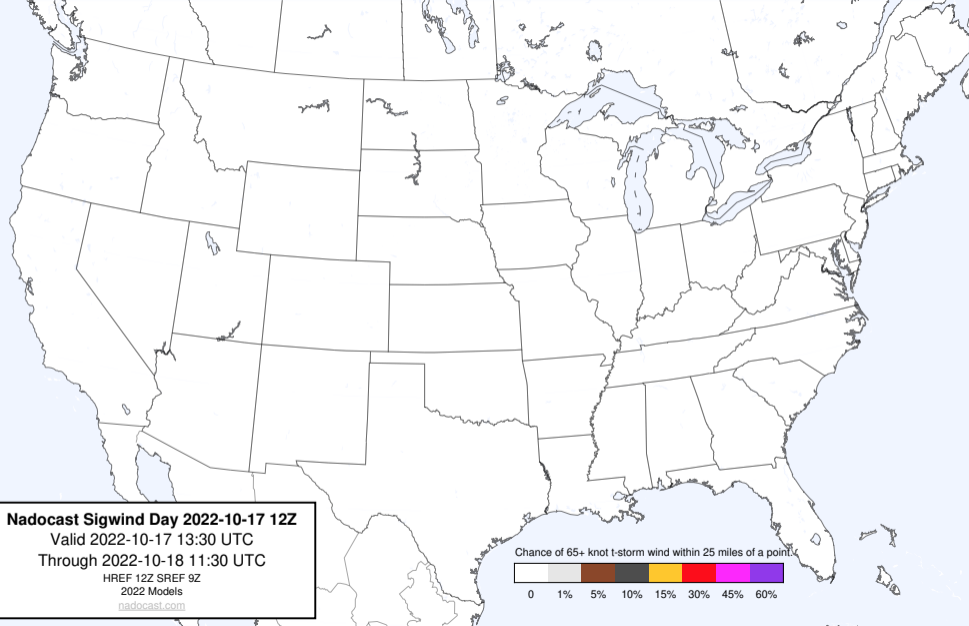 Nadocast Sigwind Day 2022-10-17 12Z
Valid 2022-10-17 13:30 UTC
Through 2022-10-18 11:30 UTC
HREF 12Z SREF 9Z
2022 Models
nadocast.com
Chance of 65+ knot t-storm wind within 25 miles of a point.
0 1% 5% 10% 15% 30% 45% 60%